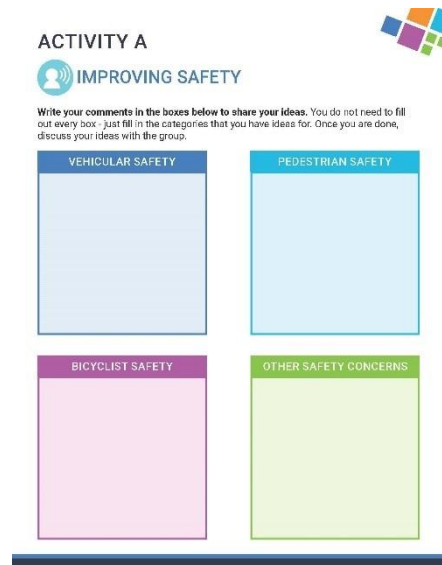 ACTIVITY A
IMPROVING SAFETY
Write your comments in the boxes below to share your ideas. You do not need to fill
out every box - just fill in the categories that you have ideas for. Once you are done,
discuss your ideas with the group.
VEHICULAR SAFETY
PEDESTRIAN SAFETY
BICYCLIST SAFETY
OTHER SAFETY CONCERNS